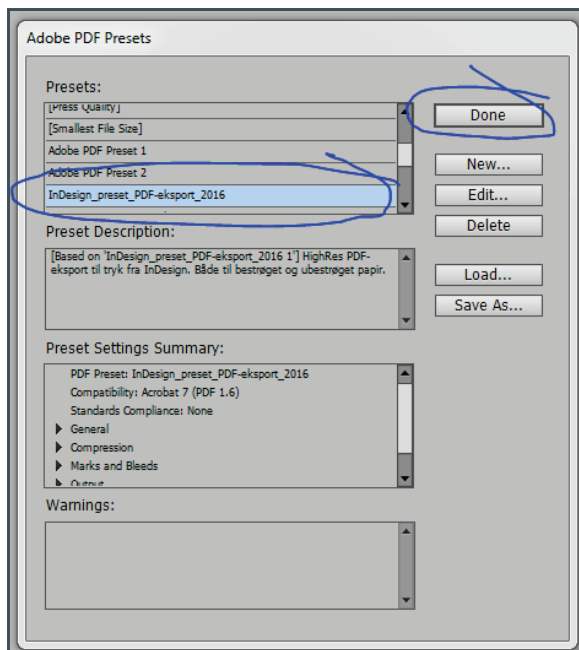 Adobe PDF Presets
Presets:
[Press Quality]
[Smallest File Size]
Adobe PDF Preset 1
Adobe PDF Preset 2
InDesign_preset_PDF-eksport_2016
Done
New...
Edit...
Delete
Load...
Save As...
Preset Description:
[Based on 'InDesign_preset_PDF-eksport_2016 1'] HighRes PDF-
eksport til tryk fra InDesign. Både til bestrøget og ubestrøget papir.
Preset Settings Summary:
PDF Preset: InDesign_preset_PDF-eksport_2016
Compatibility: Acrobat 7 (PDF 1.6)
Standards Compliance: None
General
Compression
Marks and Bleeds
Output
Warnings: